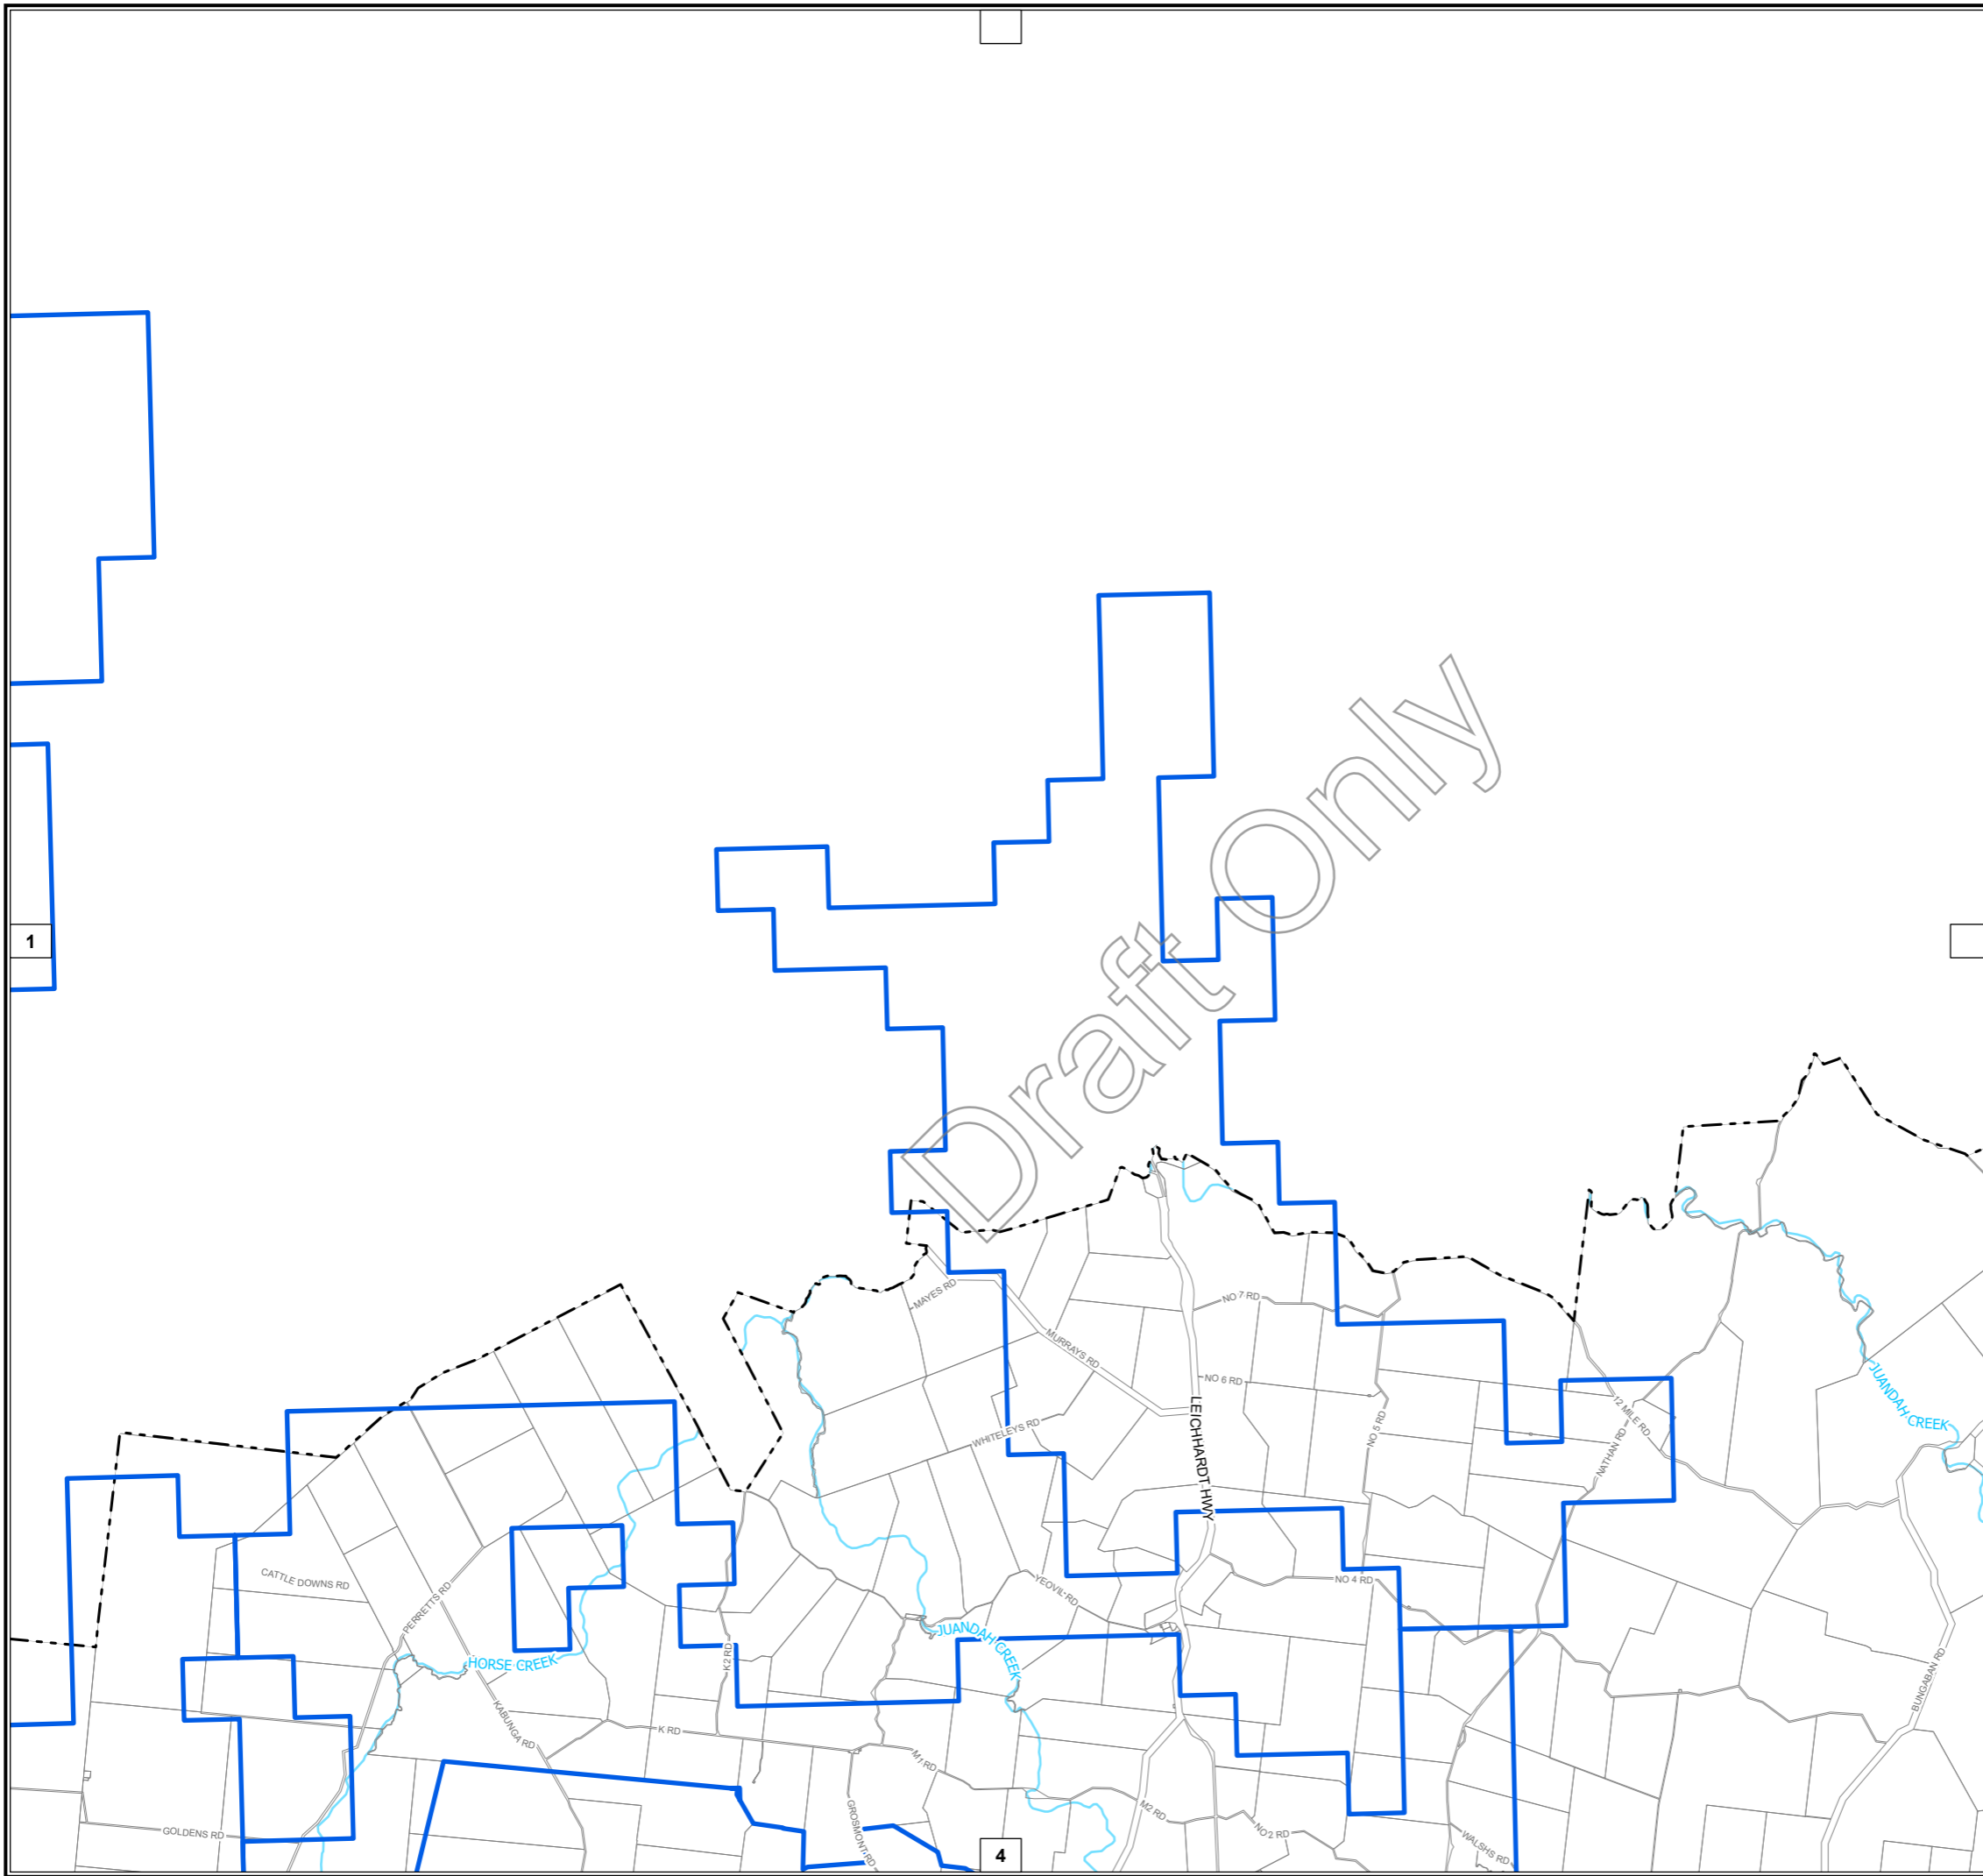 Draft Only
1
MAYES RD
NO 7 RD
MURRAYS RD
NO 6 RD
LEICHHARDT HWY
JUANDAH CREEK
12 MILE RD
NO 5 RD
WHITELEYS RD
NATHAN RD
CATTLE DOWNS RD
PERRETTS RD
YEOVIL RD
NO 4 RD
JUANDAH CREEK
HORSE CREEK
K2 RD
BUNGABAN RD
KABUNGA RD
K RD
M1 RD
M2 RD
GROSMONT RD
GOLDENS RD
NO 2 RD
WALSHS RD
4